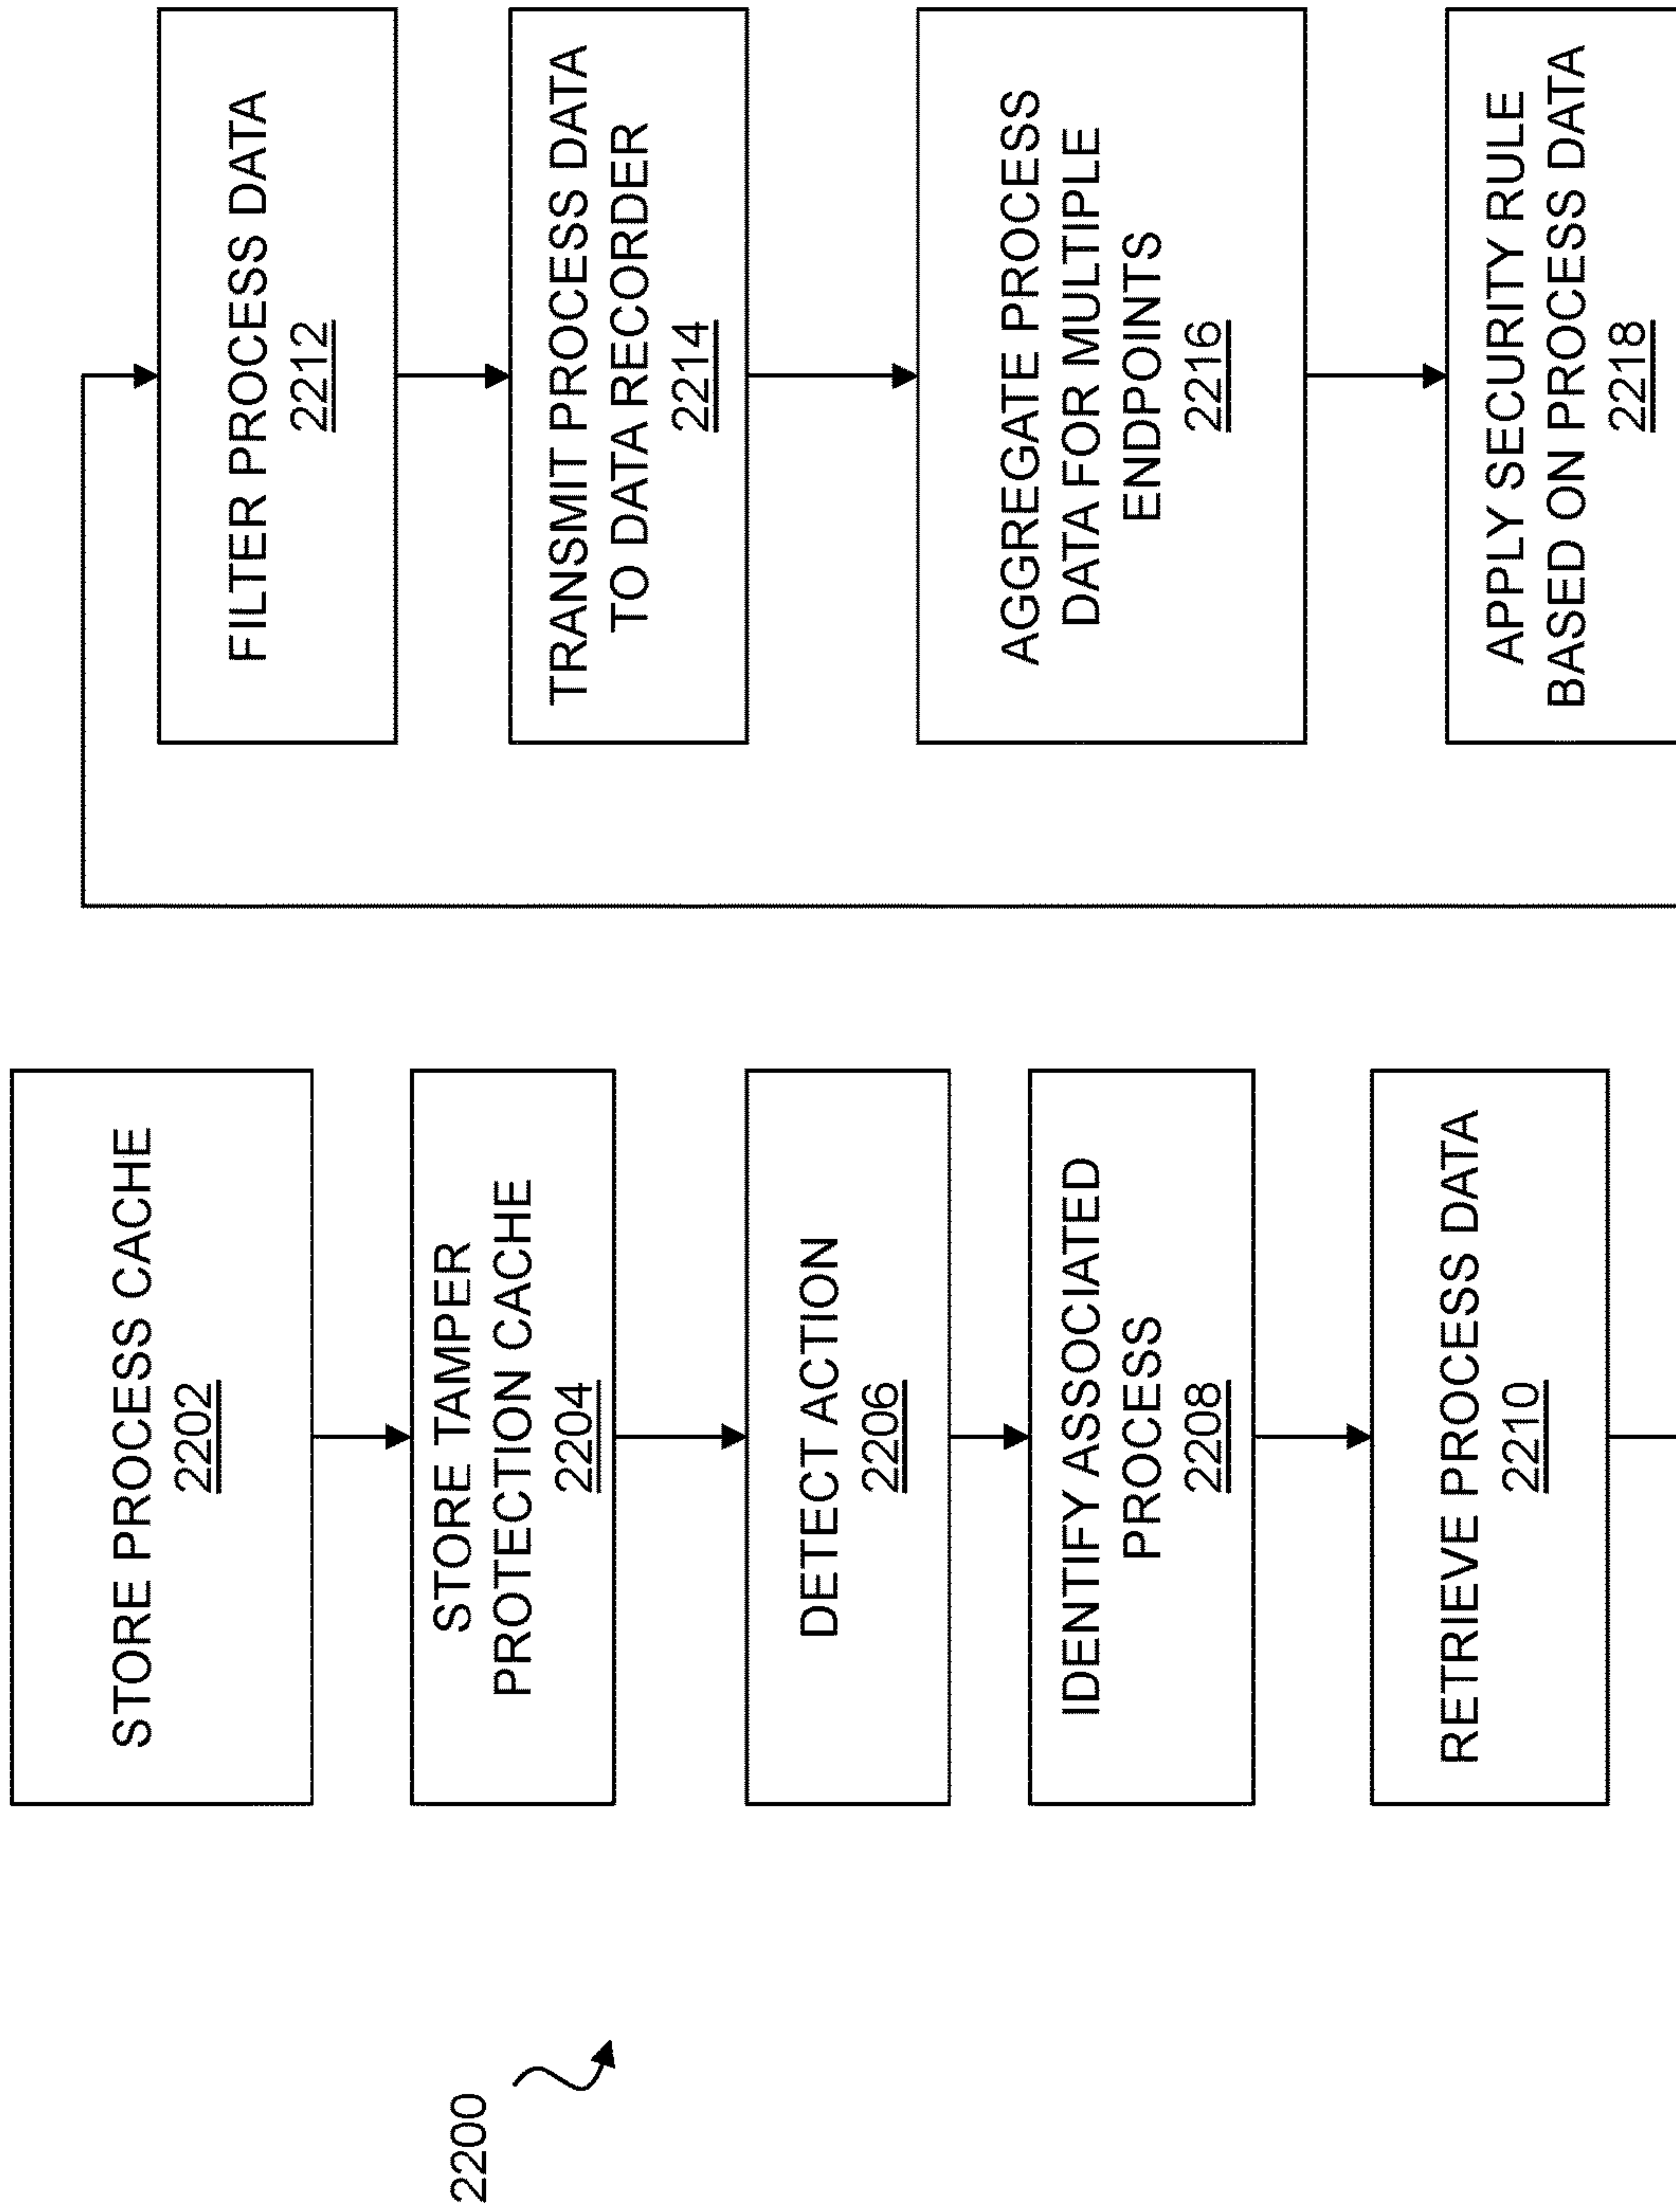 2200
STORE PROCESS CACHE
2202
STORE TAMPER
PROTECTION CACHE
2204
DETECT ACTION
2206
IDENTIFY ASSOCIATED
PROCESS
2208
RETRIEVE PROCESS DATA
2210
FILTER PROCESS DATA
2212
TRANSMIT PROCESS DATA
TO DATA RECORDER
2214
AGGREGATE PROCESS
DATA FOR MULTIPLE
ENDPOINTS
2216
APPLY SECURITY RULE
BASED ON PROCESS DATA
2218